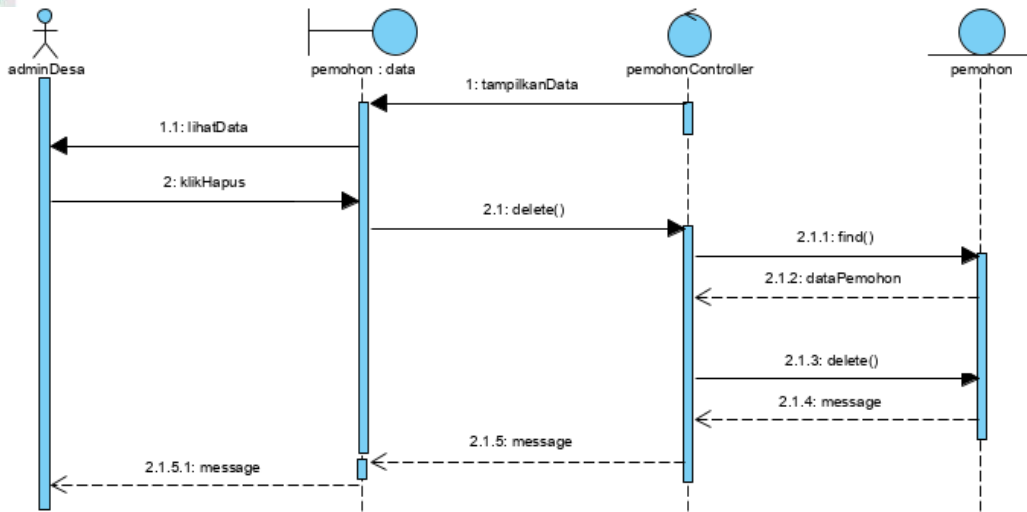 adminDesa
pemohon : data
pemohonController
pemohon
1: tampilkanData
1.1: lihatData
2: klikHapus
2.1: delete()
2.1.1: find()
2.1.2: dataPemohon
2.1.3: delete()
2.1.4: message
2.1.5: message
2.1.5.1: message